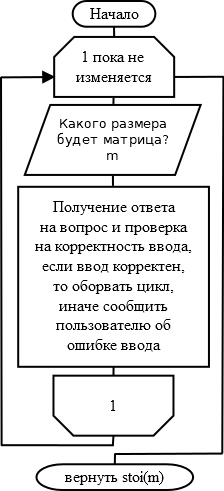 Начало
1 пока не
изменяется
Какого размера
будет матрица?
m
Получение ответа
на вопрос и проверка
на корректность ввода,
если ввод корректен,
то оборвать цикл,
иначе сообщить
пользователю об
ошибке ввода
1
вернуть stoi(m)